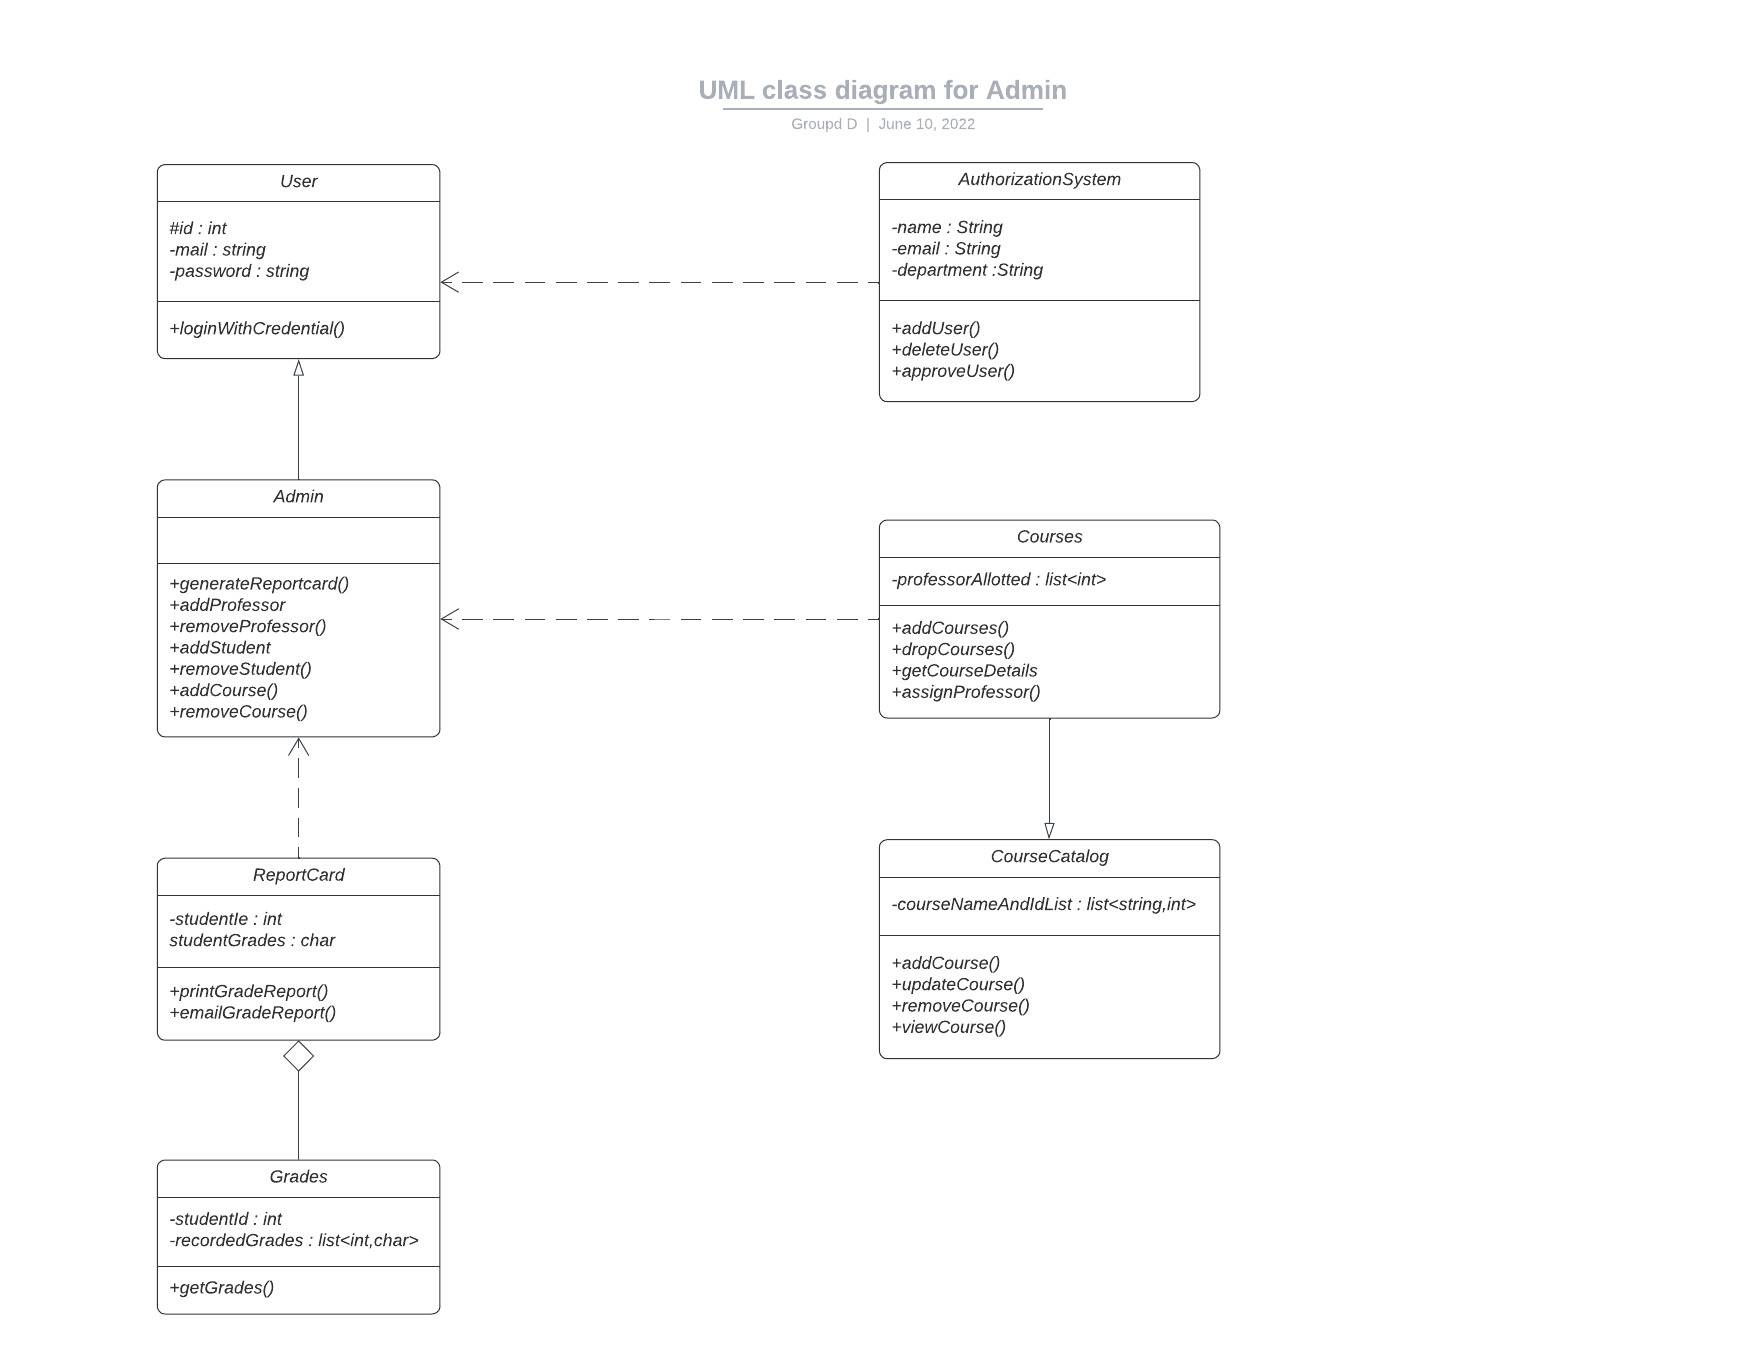 UML class diagram for Admin
Groupd D | June 10, 2022
User
#id : int
-mail : string
-password : string
+loginWithCredential()
AuthorizationSystem
-name : String
-email : String
-department :String
+addUser()
+deleteUser()
+approveUser()
Admin
+generateReportcard()
+addProfessor
+removeProfessor()
+addStudent
+removeStudent()
+addCourse()
+removeCourse()
Courses
-professorAllotted : list<int>
+addCourses()
+dropCourses()
+getCourseDetails
+assignProfessor()
ReportCard
-studentIe : int
studentGrades : char
+printGradeReport()
+emailGradeReport()
CourseCatalog
-courseNameAndIdList : list<string,int>
+addCourse()
+updateCourse()
+removeCourse()
+viewCourse()
Grades
-studentId : int
-recordedGrades : list<int,char>
+getGrades()